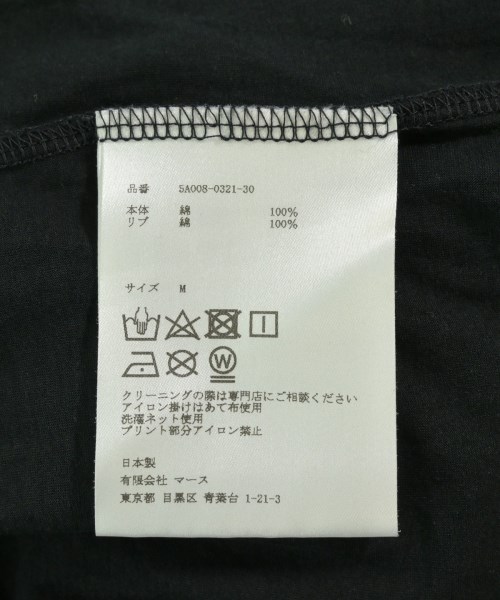 品番 5A008-0321-30
本体 綿 100%
リブ 綿 100%
サイズ M
W
クリーニングの際は専門店にご相談ください
アイロン掛けはあて布使用
洗濯ネット使用
プリント部分アイロン禁止
日本製
有限会社 マース
東京都 目黒区 青葉台 1-21-3